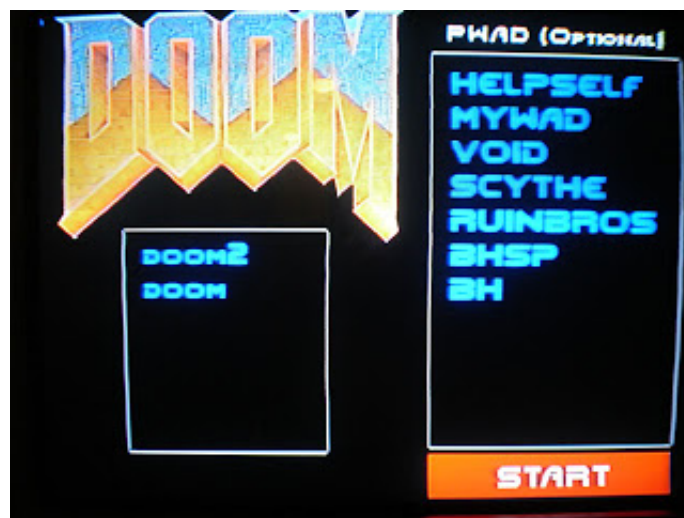 DOOM
DOOM2
DOOM
PWAD (OPTIONAL)
HELPSELF
MYWAD
VOID
SCYTHE
RUINBROS
BHSP
BH
START